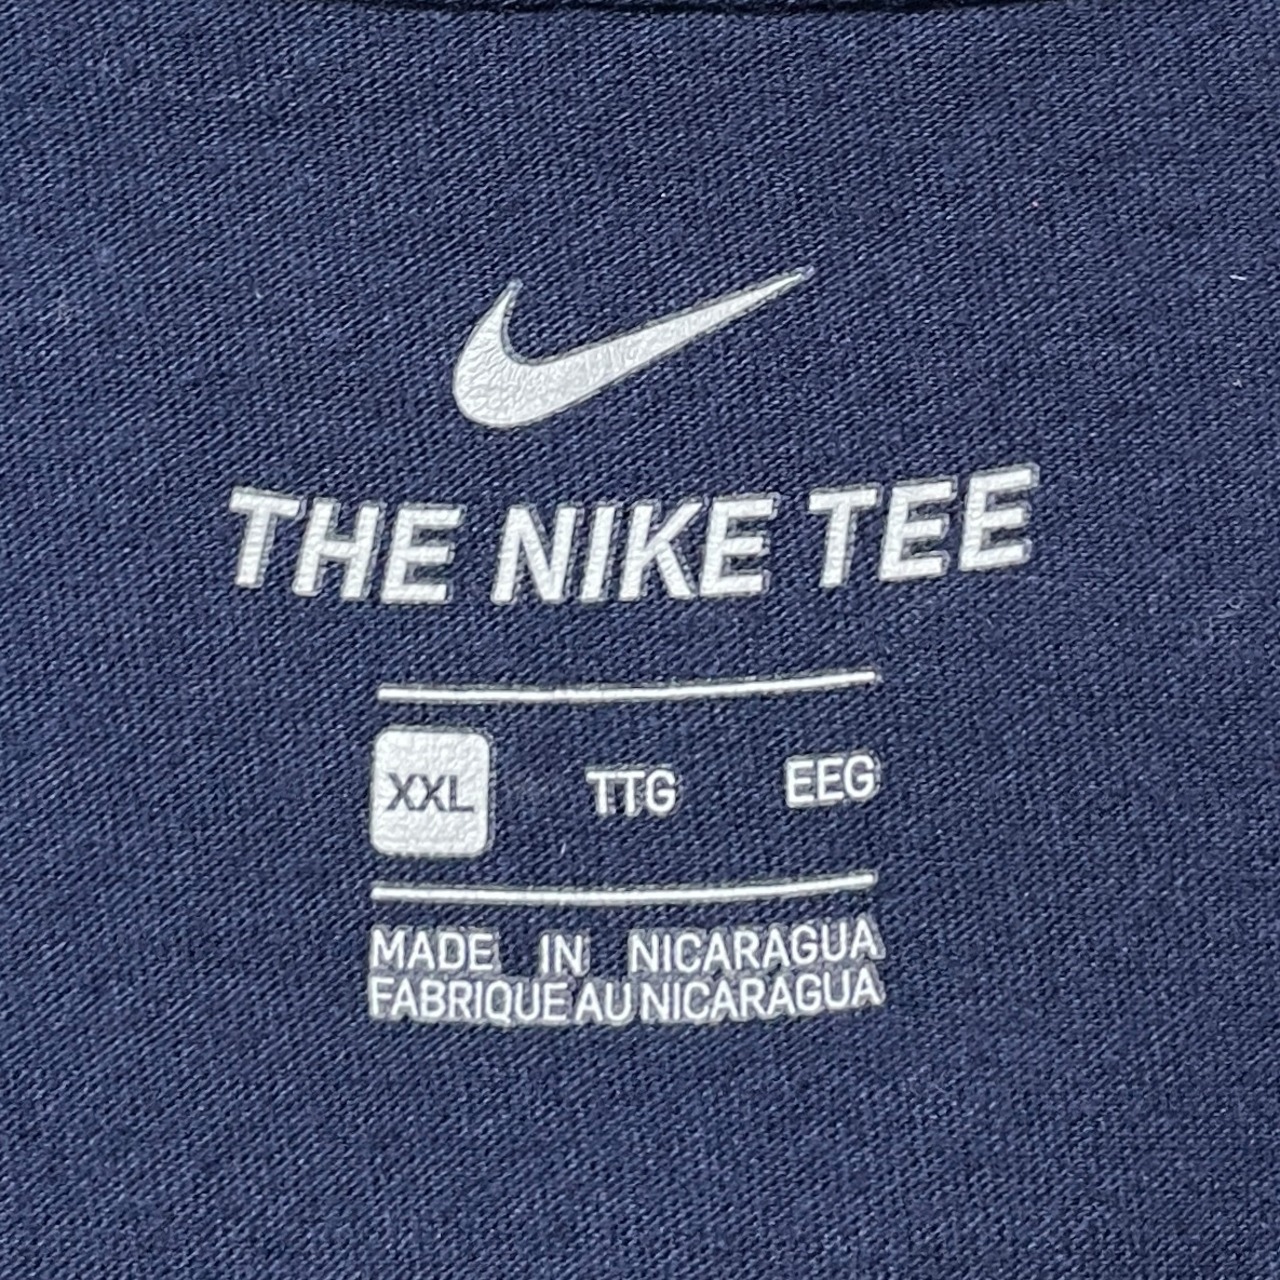 THE NIKE TEE
XXL TTG EEG
MADE IN NICARAGUA
FABRIQUE AU NICARAGUA